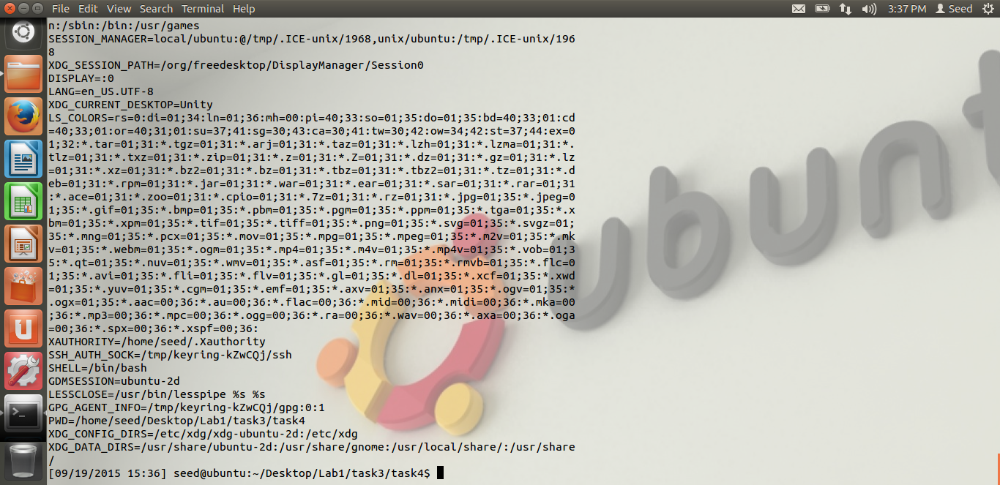 File Edit View Search Terminal Help 3:37 PM Seed
n:/sbin:/bin:/usr/games
SESSION_MANAGER=local/ubuntu:@/tmp/.ICE-unix/1968,unix/ubuntu:/tmp/.ICE-unix/196
8
XDG_SESSION_PATH=/org/freedesktop/DisplayManager/Session0
DISPLAY=:0
LANG=en_US.UTF-8
XDG_CURRENT_DESKTOP=Unity
LS_COLORS=rs=0:di=01;34:ln=01;36:mh=00:pi=40;33:so=01;35:do=01;35:bd=40;33;01:cd
=40;33;01:or=40;31;01:su=37;41:sg=30;43:ca=30;41:tw=30;42:ow=34;42:st=37;44:ex=0
1;32:*.tar=01;31:*.tgz=01;31:*.arj=01;31:*.taz=01;31:*.lzh=01;31:*.lzma=01;31:*.
tlz=01;31:*.txz=01;31:*.zip=01;31:*.z=01;31:*.Z=01;31:*.dz=01;31:*.gz=01;31:*.lz
=01;31:*.xz=01;31:*.bz2=01;31:*.bz=01;31:*.tbz=01;31:*.tbz2=01;31:*.tz=01;31:*.d
eb=01;31:*.rpm=01;31:*.jar=01;31:*.war=01;31:*.ear=01;31:*.sar=01;31:*.rar=01;31
:*.ace=01;31:*.zoo=01;31:*.cpio=01;31:*.7z=01;31:*.rz=01;31:*.jpg=01;35:*.jpeg=0
1;35:*.gif=01;35:*.bmp=01;35:*.pbm=01;35:*.pgm=01;35:*.ppm=01;35:*.tga=01;35:*.x
bm=01;35:*.xpm=01;35:*.tif=01;35:*.tiff=01;35:*.png=01;35:*.svg=01;35:*.svgz=01;
35:*.mng=01;35:*.pcx=01;35:*.mov=01;35:*.mpg=01;35:*.mpeg=01;35:*.m2v=01;35:*.mk
v=01;35:*.webm=01;35:*.ogm=01;35:*.mp4=01;35:*.m4v=01;35:*.mp4v=01;35:*.vob=01;3
5:*.qt=01;35:*.nuv=01;35:*.wmv=01;35:*.asf=01;35:*.rm=01;35:*.rmvb=01;35:*.flc=0
1;35:*.avi=01;35:*.fli=01;35:*.flv=01;35:*.gl=01;35:*.dl=01;35:*.xcf=01;35:*.xwd
=01;35:*.yuv=01;35:*.cgm=01;35:*.emf=01;35:*.axv=01;35:*.anx=01;35:*.ogv=01;35:*
.ogx=01;35:*.aac=00;36:*.au=00;36:*.flac=00;36:*.mid=00;36:*.midi=00;36:*.mka=00
;36:*.mp3=00;36:*.mpc=00;36:*.ogg=00;36:*.ra=00;36:*.wav=00;36:*.axa=00;36:*.oga
=00;36:*.spx=00;36:*.xspf=00;36:
XAUTHORITY=/home/seed/.Xauthority
SSH_AUTH_SOCK=/tmp/keyring-kZwCQj/ssh
SHELL=/bin/bash
GDMSESSION=ubuntu-2d
LESSCLOSE=/usr/bin/lesspipe %s %s
GPG_AGENT_INFO=/tmp/keyring-kZwCQj/gpg:0:1
PWD=/home/seed/Desktop/Lab1/task3/task4
XDG_CONFIG_DIRS=/etc/xdg/xdg-ubuntu-2d:/etc/xdg
XDG_DATA_DIRS=/usr/share/ubuntu-2d:/usr/share/gnome:/usr/local/share/:/usr/share
/
[09/19/2015 15:36] seed@ubuntu:~/Desktop/Lab1/task3/task4$
ubunt